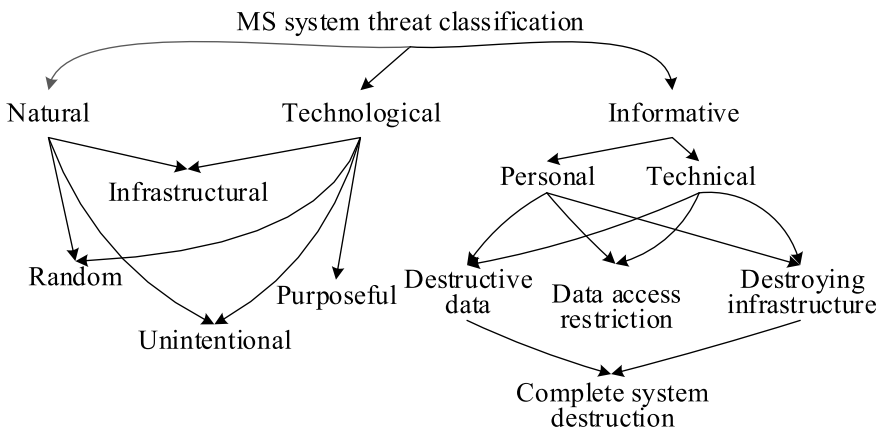 MS system threat classification
Natural
Technological
Informative
Personal
Technical
Infrastructural
Random
Purposeful
Unintentional
Destructive
data
Data access
restriction
Destroying
infrastructure
Complete system
destruction